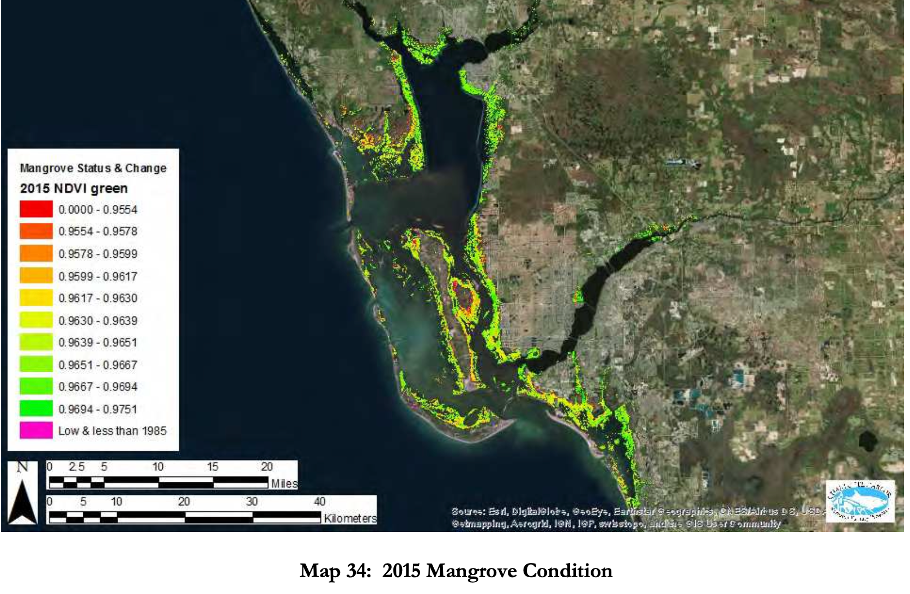 Mangrove Status & Change
2015 NDVI green
0.0000 - 0.9554
0.9554 - 0.9578
0.9578 - 0.9599
0.9599 - 0.9617
0.9617 - 0.9630
0.9630 - 0.9639
0.9639 - 0.9651
0.9651 - 0.9667
0.9667 - 0.9694
0.9694 - 0.9751
Low & less than 1985
N
0 2.5 5 10 15 20
Miles
0 5 10 20 30 40
Kilometers
Source: Esri, DigitalGlobe, GeoEye, Earthstar Geographics, CNES/Airbus DS,
Getmapping, Aerogrid, IGN, IGP, swisstopo, and the GIS User Community
Map 34: 2015 Mangrove Condition